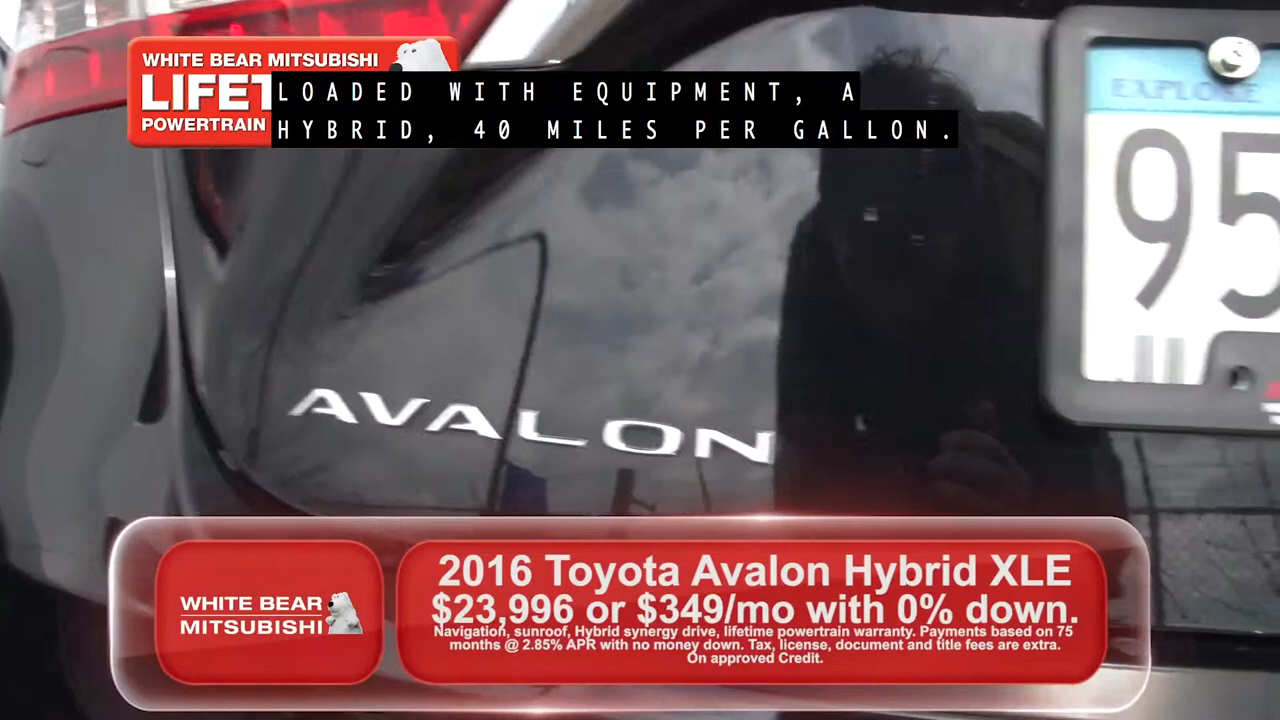 WHITE BEAR MITSUBISHI
POWERTRAIN
LOADED WITH EQUIPMENT, A
HYBRID, 40 MILES PER GALLON.
EXPLORE
95
AVALON
WHITE BEAR
MITSUBISHI
2016 Toyota Avalon Hybrid XLE
$23,996 or $349/mo with 0% down.
Navigation, sunroof, Hybrid synergy drive, lifetime powertrain warranty. Payments based on 75
months @ 2.85% APR with no money down. Tax, license, document and title fees are extra.
On approved Credit.